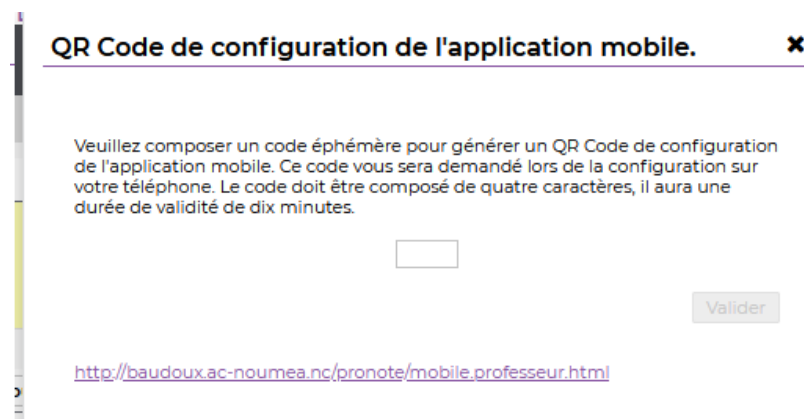 QR Code de configuration de l'application mobile.
Veuillez composer un code éphémère pour générer un QR Code de configuration
de l'application mobile. Ce code vous sera demandé lors de la configuration sur
votre téléphone. Le code doit être composé de quatre caractères, il aura une
durée de validité de dix minutes.
Valider
http://baudoux.ac-noumea.nc/pronote/mobile.professeur.html